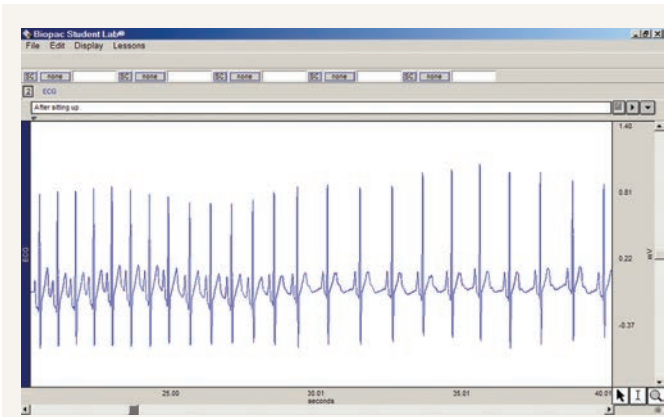 Biopac Student Lab®
File Edit Display Lessons
SC none SC none SC none SC none SC none
2 ECG
After sitting up
1.40
0.81
0.22
-0.37
mV
ECG
25.00 30.01 35.01 40.01
seconds